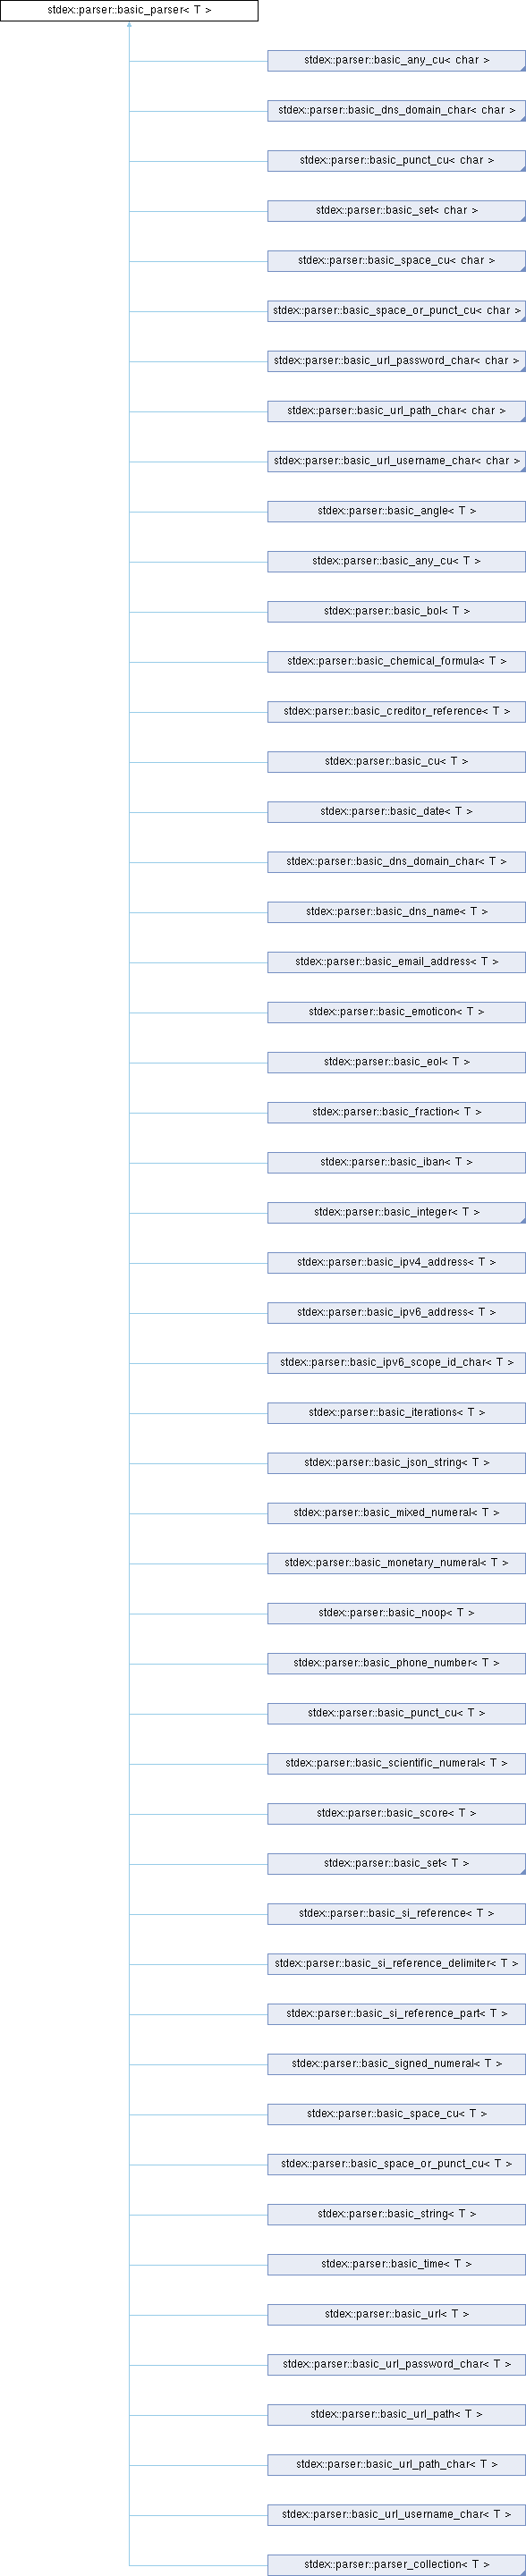 stdex::parser::basic_parser< T >
stdex::parser::basic_any_cu< char >
stdex::parser::basic_dns_domain_char< char >
stdex::parser::basic_punct_cu< char >
stdex::parser::basic_set< char >
stdex::parser::basic_space_cu< char >
stdex::parser::basic_space_or_punct_cu< char >
stdex::parser::basic_url_password_char< char >
stdex::parser::basic_url_path_char< char >
stdex::parser::basic_url_username_char< char >
stdex::parser::basic_angle< T >
stdex::parser::basic_any_cu< T >
stdex::parser::basic_bol< T >
stdex::parser::basic_chemical_formula< T >
stdex::parser::basic_creditor_reference< T >
stdex::parser::basic_cu< T >
stdex::parser::basic_date< T >
stdex::parser::basic_dns_domain_char< T >
stdex::parser::basic_dns_name< T >
stdex::parser::basic_email_address< T >
stdex::parser::basic_emoticon< T >
stdex::parser::basic_eol< T >
stdex::parser::basic_fraction< T >
stdex::parser::basic_iban< T >
stdex::parser::basic_integer< T >
stdex::parser::basic_ipv4_address< T >
stdex::parser::basic_ipv6_address< T >
stdex::parser::basic_ipv6_scope_id_char< T >
stdex::parser::basic_iterations< T >
stdex::parser::basic_json_string< T >
stdex::parser::basic_mixed_numeral< T >
stdex::parser::basic_monetary_numeral< T >
stdex::parser::basic_noop< T >
stdex::parser::basic_phone_number< T >
stdex::parser::basic_punct_cu< T >
stdex::parser::basic_scientific_numeral< T >
stdex::parser::basic_score< T >
stdex::parser::basic_set< T >
stdex::parser::basic_si_reference< T >
stdex::parser::basic_si_reference_delimiter< T >
stdex::parser::basic_si_reference_part< T >
stdex::parser::basic_signed_numeral< T >
stdex::parser::basic_space_cu< T >
stdex::parser::basic_space_or_punct_cu< T >
stdex::parser::basic_string< T >
stdex::parser::basic_time< T >
stdex::parser::basic_url< T >
stdex::parser::basic_url_password_char< T >
stdex::parser::basic_url_path< T >
stdex::parser::basic_url_path_char< T >
stdex::parser::basic_url_username_char< T >
stdex::parser::parser_collection< T >